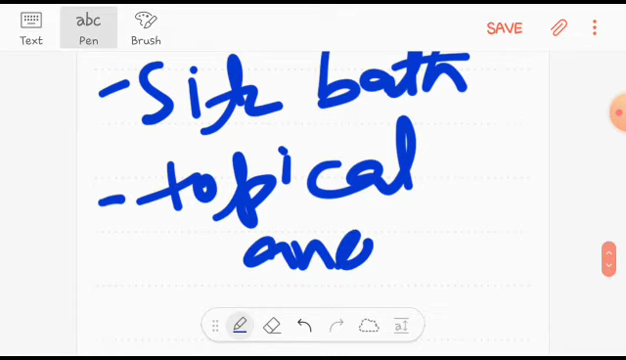 Text
abc
Pen
Brush
SAVE
- Sitz bath
- topical
ane